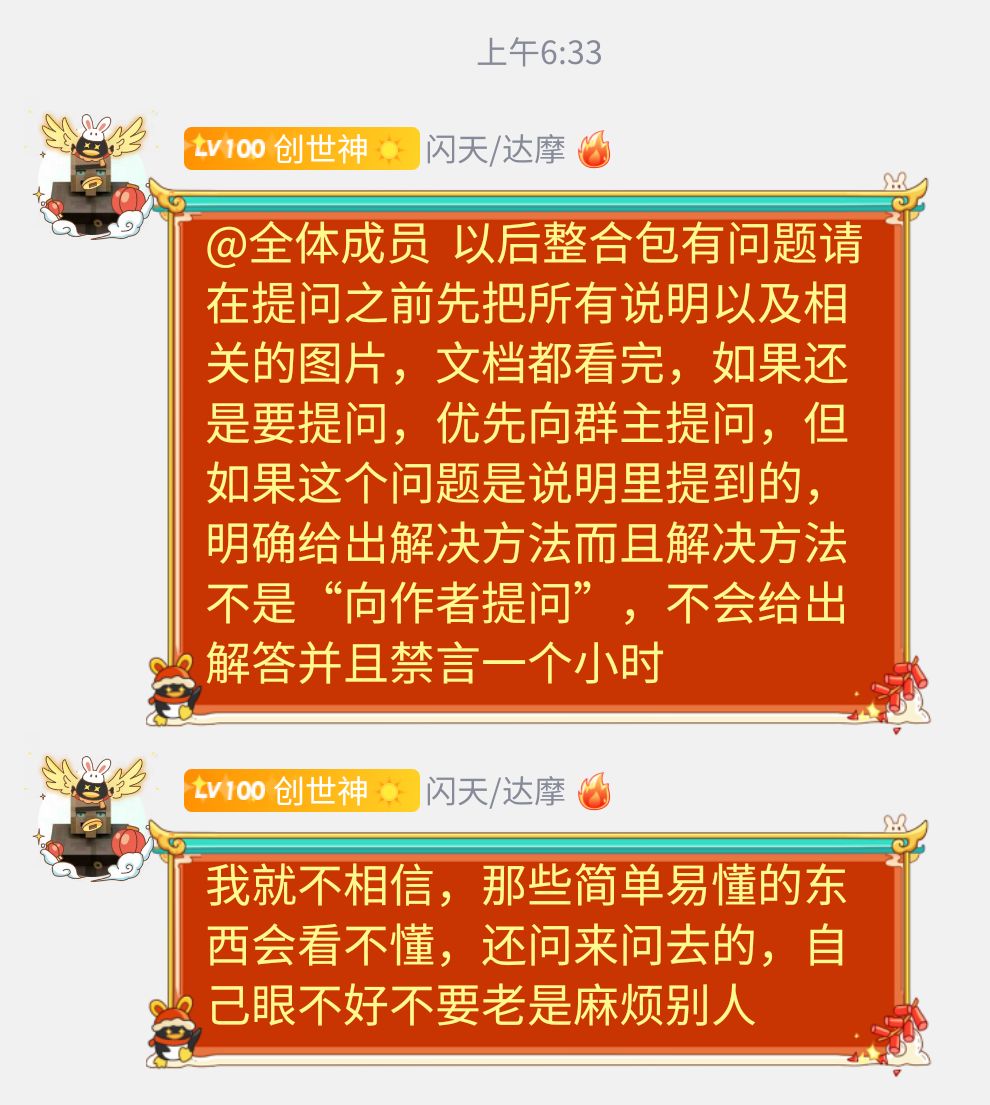 上午6:33
LV100 创世神 闪天/达摩
@全体成员 以后整合包有问题请
在提问之前先把所有说明以及相
关的图片，文档都看完，如果还
是要提问，优先向群主提问，但
如果这个问题是说明里提到的，
明确给出解决方法而且解决方法
不是“向作者提问”，不会给出
解答并且禁言一个小时
LV100 创世神 闪天/达摩
我就不相信，那些简单易懂的东
西会看不懂，还问来问去的，自
己眼不好不要老是麻烦别人